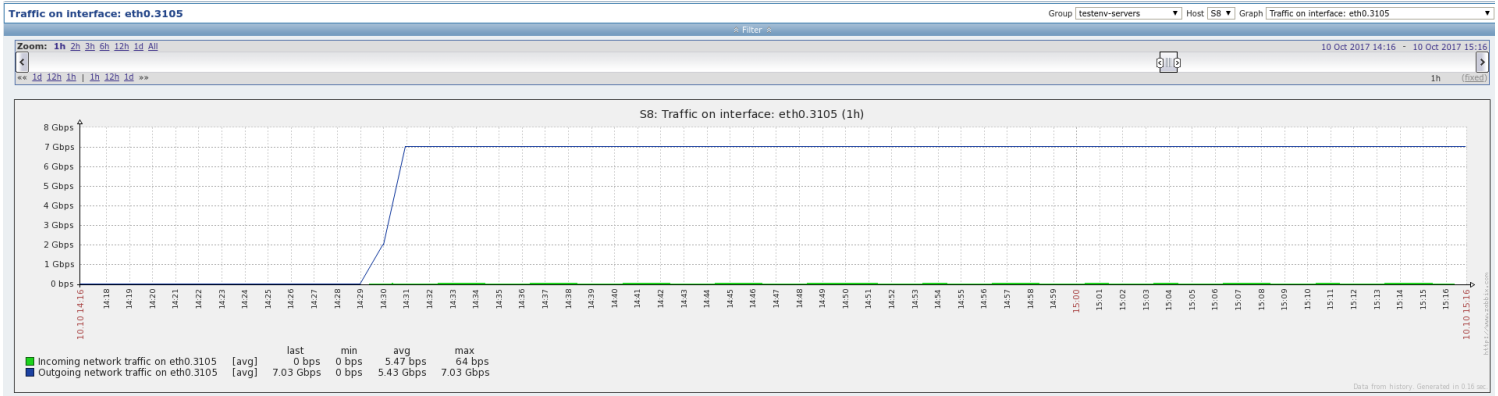 Traffic on interface: eth0.3105
Group testenv-servers Host S8 Graph Traffic on interface: eth0.3105
Filter
Zoom: 1h 2h 3h 6h 12h 1d All
10 Oct 2017 14:16 - 10 Oct 2017 15:16
«« 1d 12h 1h | 1h 12h 1d »»
1h (fixed)
S8: Traffic on interface: eth0.3105 (1h)
8 Gbps
7 Gbps
6 Gbps
5 Gbps
4 Gbps
3 Gbps
2 Gbps
1 Gbps
0 bps
10.10 14:16 14:18 14:19 14:20 14:21 14:22 14:23 14:24 14:25 14:26 14:27 14:28 14:29 14:30 14:31 14:32 14:33 14:34 14:35 14:36 14:37 14:38 14:39 14:40 14:41 14:42 14:43 14:44 14:45 14:46 14:47 14:48 14:49 14:50 14:51 14:52 14:53 14:54 14:55 14:56 14:57 14:58 14:59 15:00 15:01 15:02 15:03 15:04 15:05 15:06 15:07 15:08 15:09 15:10 15:11 15:12 15:13 15:14 15:15 15:16 10.10 15:16
http://www.zabbix.com
last min avg max
Incoming network traffic on eth0.3105 [avg] 0 bps 0 bps 5.47 bps 64 bps
Outgoing network traffic on eth0.3105 [avg] 7.03 Gbps 0 bps 5.43 Gbps 7.03 Gbps
Data from history. Generated in 0.16 sec.